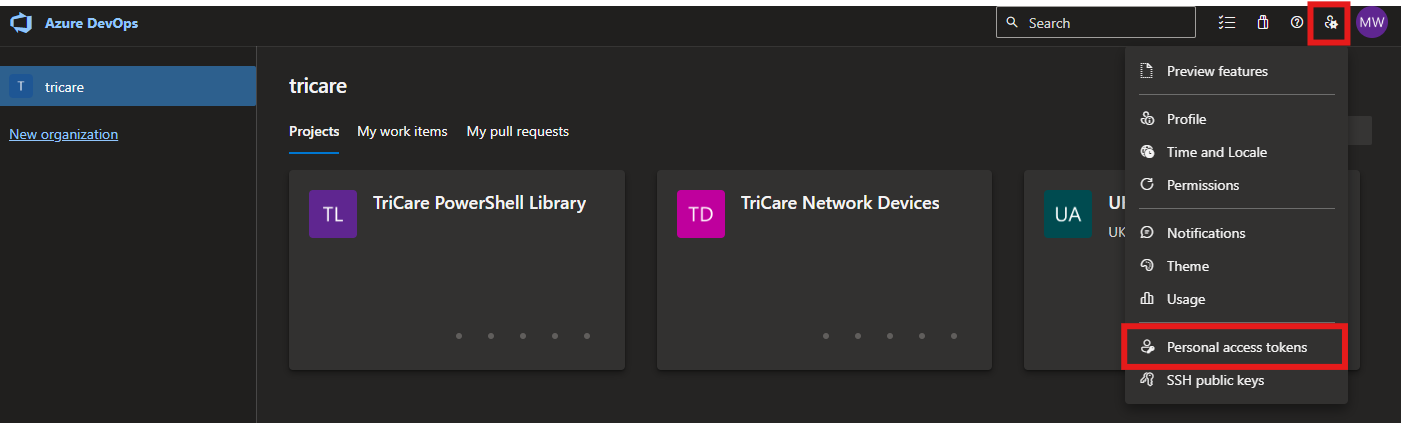 Azure DevOps
Search
MW
T
tricare
New organization
tricare
Projects
My work items
My pull requests
TL
TriCare PowerShell Library
TD
TriCare Network Devices
UA
UK
Preview features
Profile
Time and Locale
Permissions
Notifications
Theme
Usage
Personal access tokens
SSH public keys